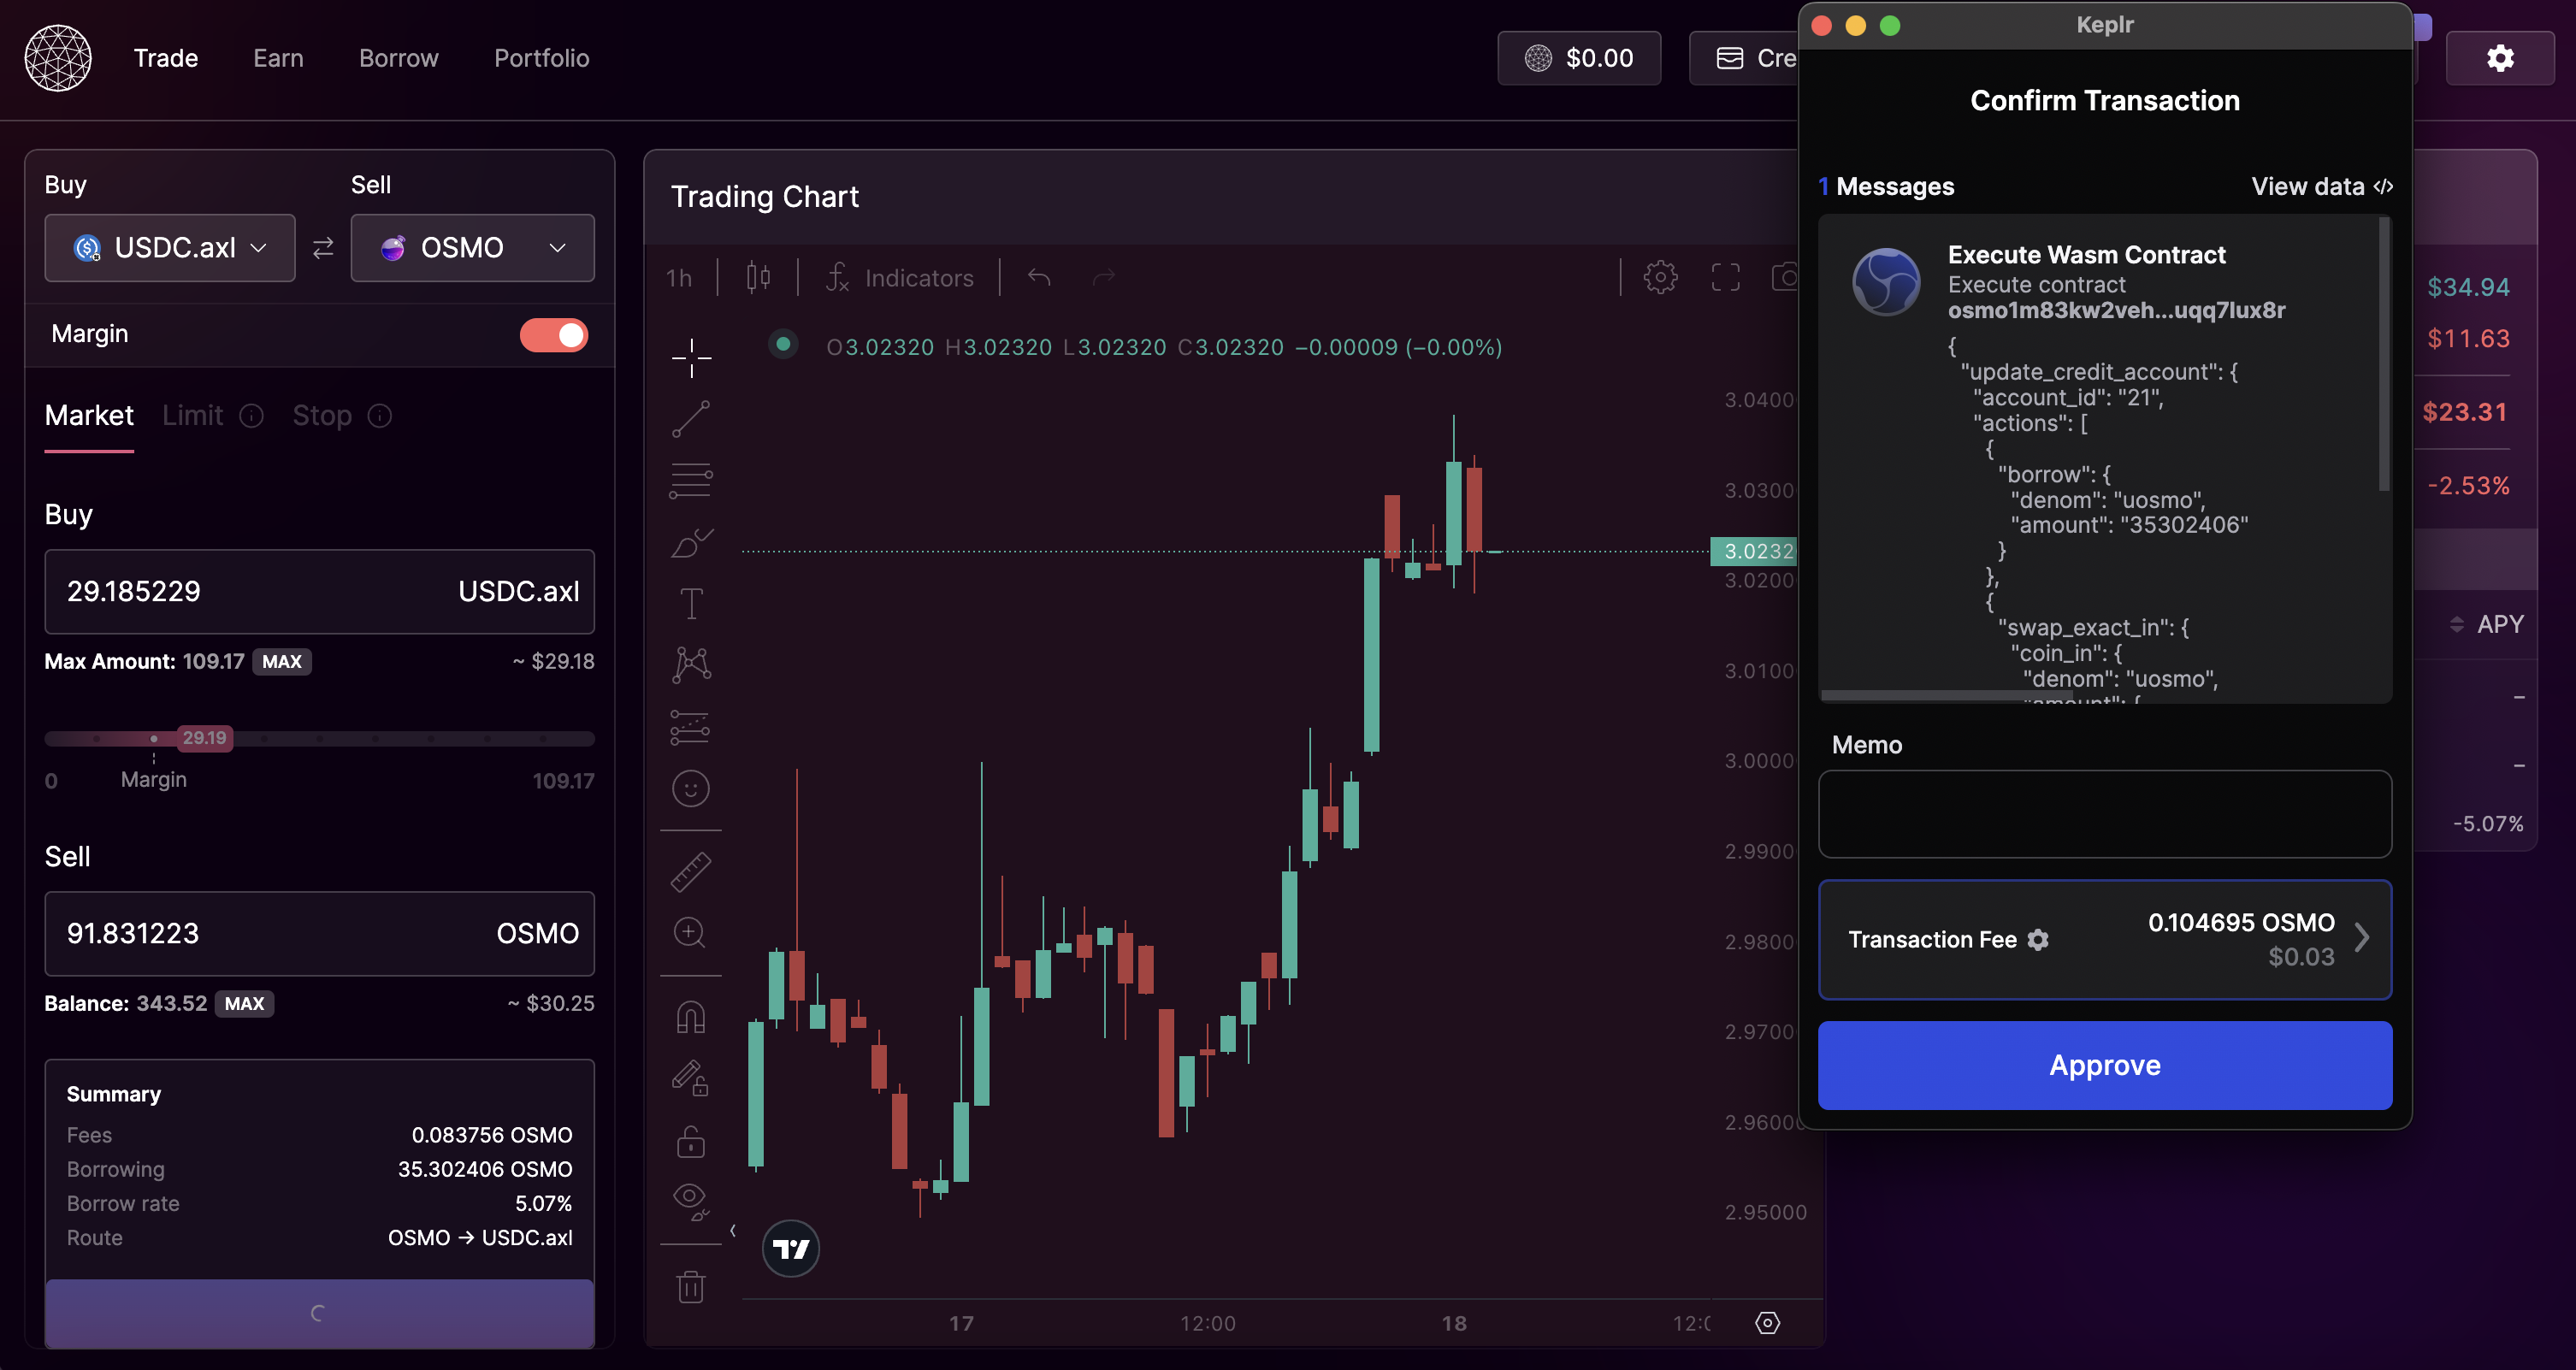 Trade
Earn
Borrow
Portfolio
$0.00
Cre
Buy
Sell
USDC.axl
OSMO
Margin
Market
Limit
Stop
Buy
29.185229
USDC.axl
Max Amount: 109.17 MAX
~ $29.18
29.19
0
Margin
109.17
Sell
91.831223
OSMO
Balance: 343.52 MAX
~ $30.25
Summary
Fees
0.083756 OSMO
Borrowing
35.302406 OSMO
Borrow rate
5.07%
Route
OSMO → USDC.axl
Trading Chart
1h
Indicators
O3.02320 H3.02320 L3.02320 C3.02320 −0.00009 (−0.00%)
3.0400
3.0300
3.0232
3.0200
3.0100
3.0000
2.9900
2.9800
2.9700
2.9600
2.95000
17
12:00
18
12:
Keplr
Confirm Transaction
1 Messages
View data </>
Execute Wasm Contract
Execute contract
osmo1m83kw2veh...uqq7lux8r
{
"update_credit_account": {
"account_id": "21",
"actions": [
{
"borrow": {
"denom": "uosmo",
"amount": "35302406"
}
},
{
"swap_exact_in": {
"coin_in": {
"denom": "uosmo",
"amount": {
Memo
Transaction Fee
0.104695 OSMO
$0.03
Approve
$34.94
$11.63
$23.31
-2.53%
APY
–
–
-5.07%